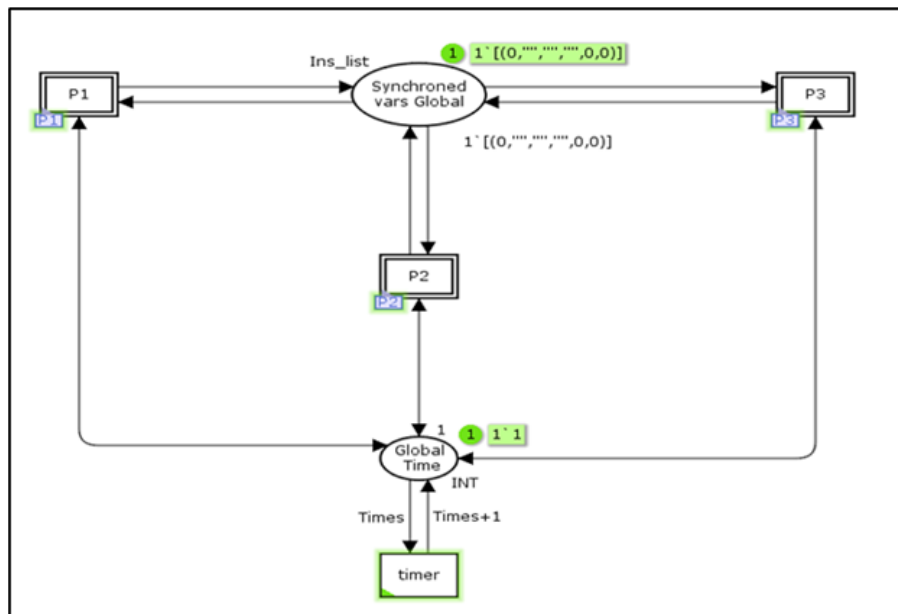 1 1`[(0,"","","",0,0)]
Ins_list
P1
Synchroned
vars Global
P3
P1
P3
1`[(0,"","","",0,0)]
P2
P2
1
1 1`1
Global
Time
INT
Times
Times+1
timer